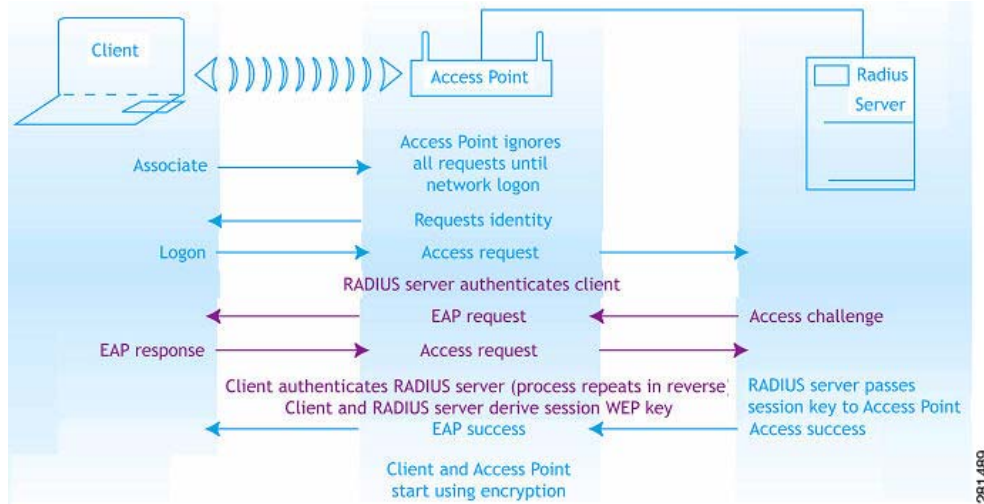 Client
Access Point
Radius
Server
Associate
Access Point ignores
all requests until
network logon
Requests identity
Logon
Access request
RADIUS server authenticates client
EAP request
Access challenge
EAP response
Access request
Client authenticates RADIUS server (process repeats in reverse)
Client and RADIUS server derive session WEP key
RADIUS server passes
session key to Access Point
EAP success
Access success
Client and Access Point
start using encryption
281489